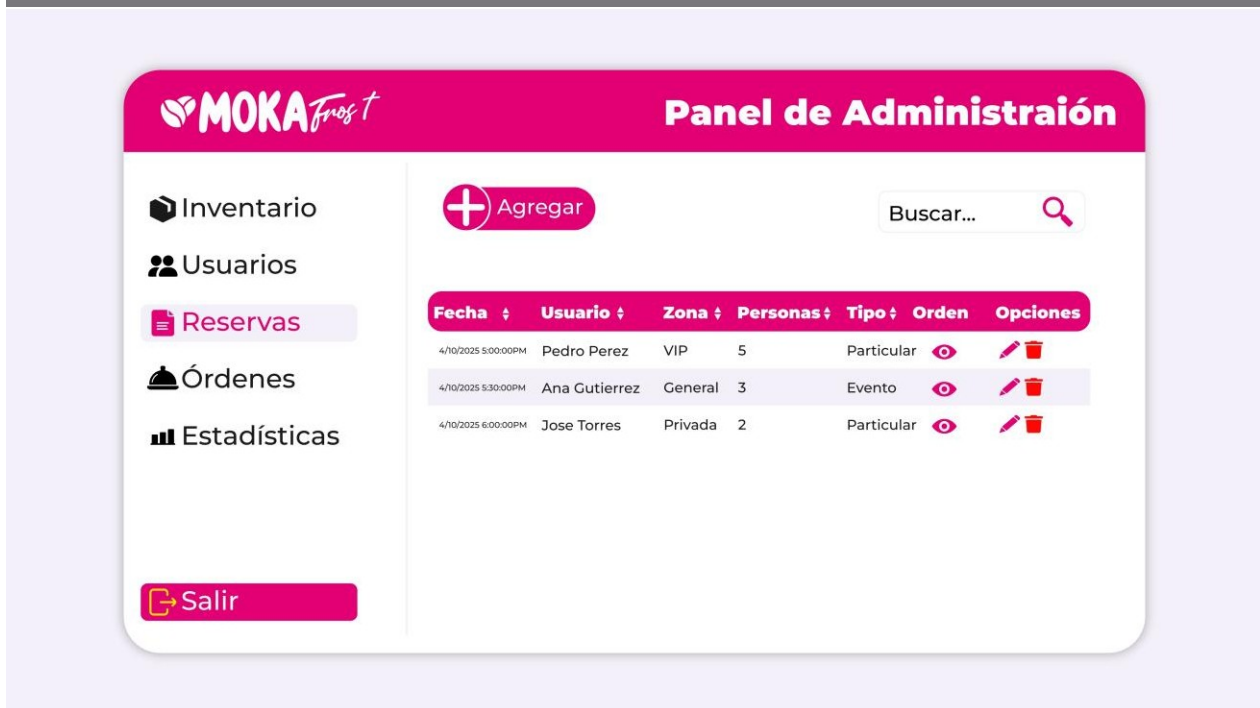 MOKA Frost
Panel de Administraión
Inventario
Usuarios
Reservas
Órdenes
Estadísticas
Salir
Agregar
Buscar...
Fecha Usuario Zona Personas Tipo Orden Opciones
4/10/2025 5:00:00PM Pedro Perez VIP 5 Particular
4/10/2025 5:30:00PM Ana Gutierrez General 3 Evento
4/10/2025 6:00:00PM Jose Torres Privada 2 Particular